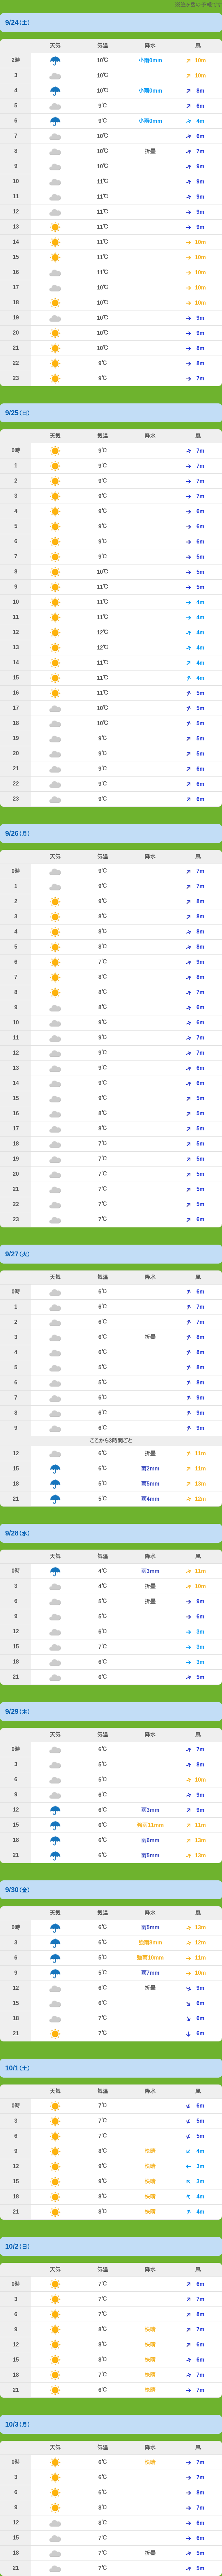 9/24(土)
天気 気温 降水 風
2時 10℃ 小雨0mm 10m
3 10℃ 10m
4 10℃ 小雨0mm 8m
5 9℃ 6m
6 9℃ 小雨0mm 4m
7 10℃ 6m
8 10℃ 折曇 7m
9 10℃ 9m
10 11℃ 9m
11 11℃ 9m
12 11℃ 9m
13 11℃ 9m
14 11℃ 10m
15 11℃ 10m
16 11℃ 10m
17 10℃ 10m
18 10℃ 10m
19 10℃ 9m
20 10℃ 9m
21 10℃ 8m
22 9℃ 8m
23 9℃ 7m
9/25(日)
天気 気温 降水 風
0時 9℃ 7m
1 9℃ 7m
2 9℃ 7m
3 9℃ 7m
4 9℃ 6m
5 9℃ 6m
6 9℃ 6m
7 9℃ 5m
8 10℃ 5m
9 11℃ 5m
10 11℃ 4m
11 11℃ 4m
12 12℃ 4m
13 12℃ 4m
14 11℃ 4m
15 11℃ 4m
16 11℃ 5m
17 10℃ 5m
18 10℃ 5m
19 9℃ 5m
20 9℃ 5m
21 9℃ 6m
22 9℃ 6m
23 9℃ 6m
9/26(月)
天気 気温 降水 風
0時 9℃ 7m
1 9℃ 7m
2 9℃ 8m
3 8℃ 8m
4 8℃ 8m
5 8℃ 8m
6 7℃ 9m
7 7℃ 8m
8 8℃ 7m
9 8℃ 6m
10 9℃ 6m
11 9℃ 7m
12 9℃ 7m
13 9℃ 6m
14 9℃ 6m
15 9℃ 5m
16 8℃ 5m
17 8℃ 5m
18 7℃ 5m
19 7℃ 5m
20 7℃ 5m
21 7℃ 5m
22 7℃ 5m
23 7℃ 6m
9/27(火)
天気 気温 降水 風
0時 6℃ 6m
1 6℃ 7m
2 6℃ 7m
3 6℃ 折曇 8m
4 6℃ 8m
5 5℃ 8m
6 5℃ 8m
7 6℃ 9m
8 6℃ 9m
9 6℃ 9m
ここから3時間ごと
12 6℃ 折曇 11m
15 6℃ 雨2mm 11m
18 5℃ 雨5mm 13m
21 5℃ 雨4mm 12m
9/28(水)
天気 気温 降水 風
0時 4℃ 雨3mm 11m
3 4℃ 折曇 10m
6 5℃ 折曇 9m
9 5℃ 6m
12 6℃ 3m
15 7℃ 3m
18 6℃ 3m
21 6℃ 5m
9/29(木)
天気 気温 降水 風
0時 6℃ 7m
3 5℃ 8m
6 5℃ 10m
9 6℃ 9m
12 6℃ 雨3mm 9m
15 6℃ 強雨11mm 11m
18 6℃ 雨6mm 13m
21 6℃ 雨5mm 13m
9/30(金)
天気 気温 降水 風
0時 6℃ 雨5mm 13m
3 6℃ 強雨8mm 12m
6 5℃ 強雨10mm 11m
9 5℃ 雨7mm 10m
12 6℃ 折曇 9m
15 6℃ 6m
18 7℃ 6m
21 7℃ 6m
10/1(土)
天気 気温 降水 風
0時 7℃ 6m
3 7℃ 5m
6 7℃ 5m
9 8℃ 快晴 4m
12 9℃ 快晴 3m
15 9℃ 快晴 3m
18 8℃ 快晴 4m
21 8℃ 快晴 4m
10/2(日)
天気 気温 降水 風
0時 7℃ 6m
3 7℃ 7m
6 7℃ 8m
9 8℃ 快晴 7m
12 8℃ 快晴 6m
15 8℃ 快晴 6m
18 7℃ 快晴 7m
21 6℃ 快晴 7m
10/3(月)
天気 気温 降水 風
0時 6℃ 快晴 7m
3 6℃ 7m
6 6℃ 8m
9 8℃ 7m
12 8℃ 6m
15 7℃ 6m
18 7℃ 折曇 5m
21 7℃ 5m